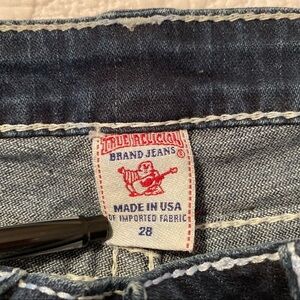 TRUE RELIGION
BRAND JEANS ®
MADE IN USA
OF IMPORTED FABRIC
28